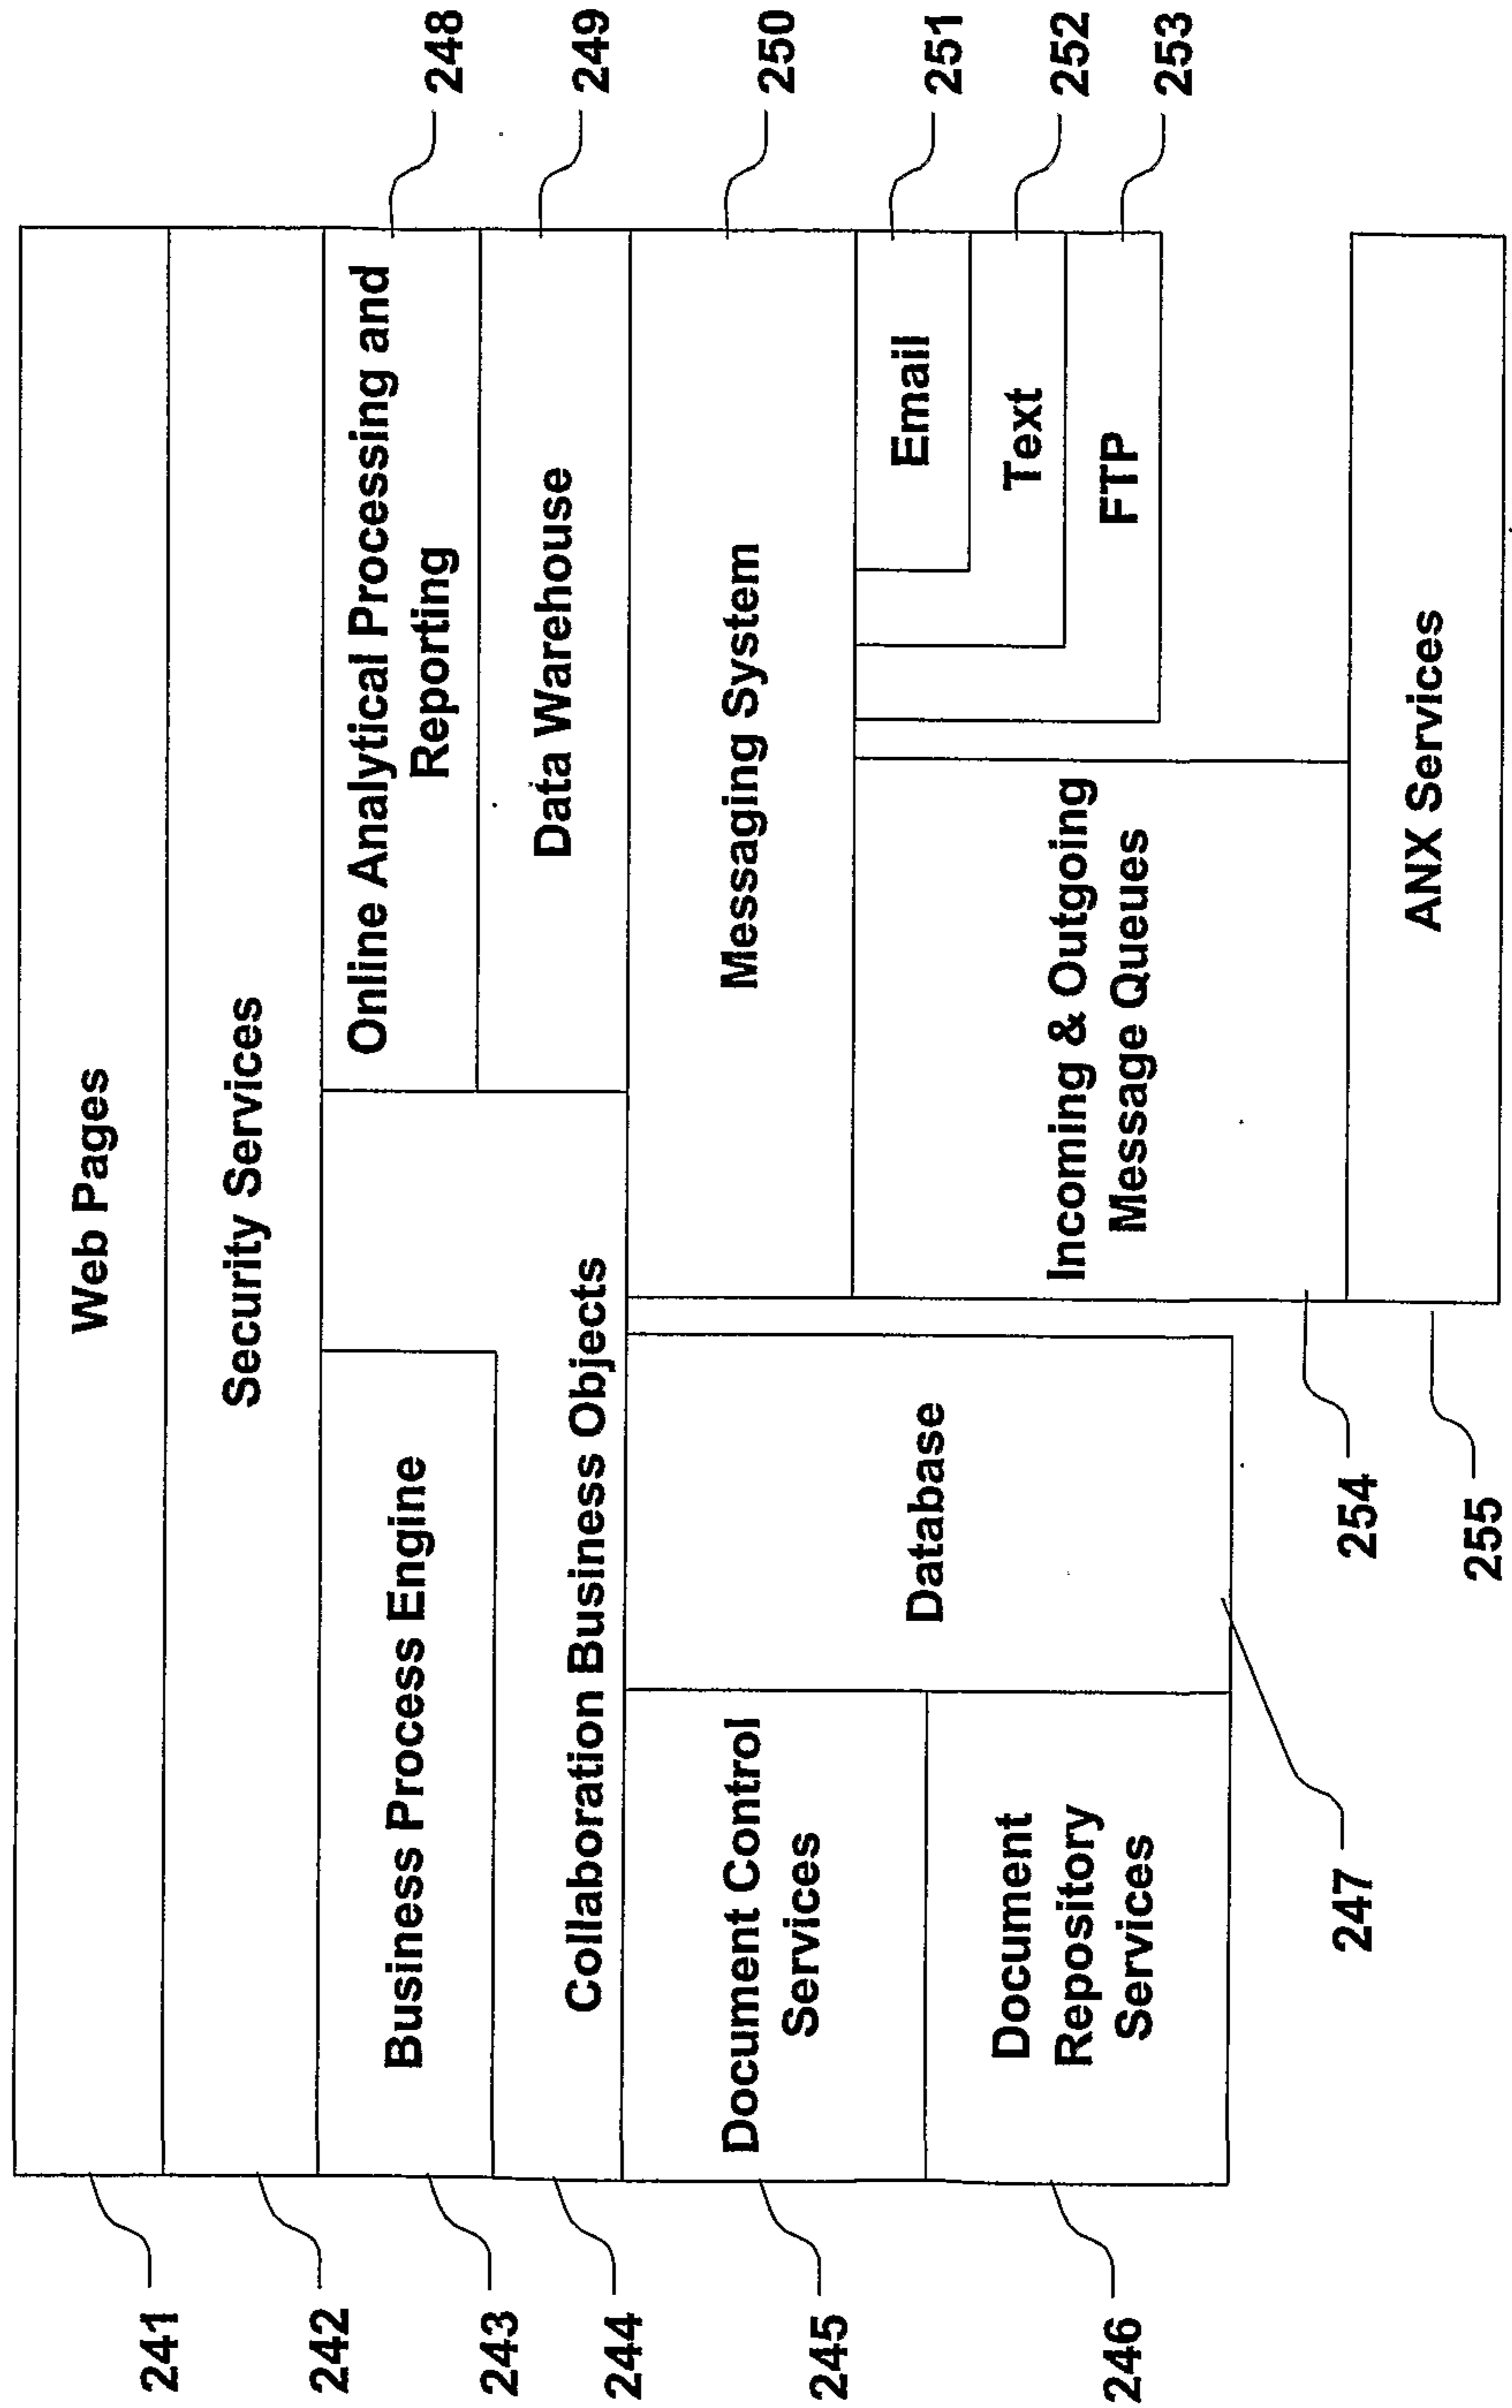 Web Pages
Security Services
Business Process Engine
Online Analytical Processing and
Reporting
Data Warehouse
Collaboration Business Objects
Messaging System
Document Control
Services
Document
Repository
Services
Database
Incoming & Outgoing
Message Queues
Email
Text
FTP
ANX Services
241
242
243
244
245
246
247
248
249
250
251
252
253
254
255